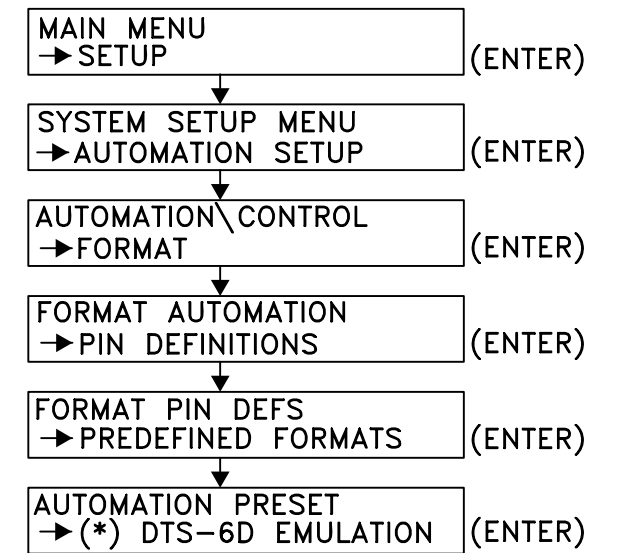 MAIN MENU
→ SETUP (ENTER)
SYSTEM SETUP MENU
→ AUTOMATION SETUP (ENTER)
AUTOMATION\CONTROL
→ FORMAT (ENTER)
FORMAT AUTOMATION
→ PIN DEFINITIONS (ENTER)
FORMAT PIN DEFS
→ PREDEFINED FORMATS (ENTER)
AUTOMATION PRESET
→ (*) DTS-6D EMULATION (ENTER)